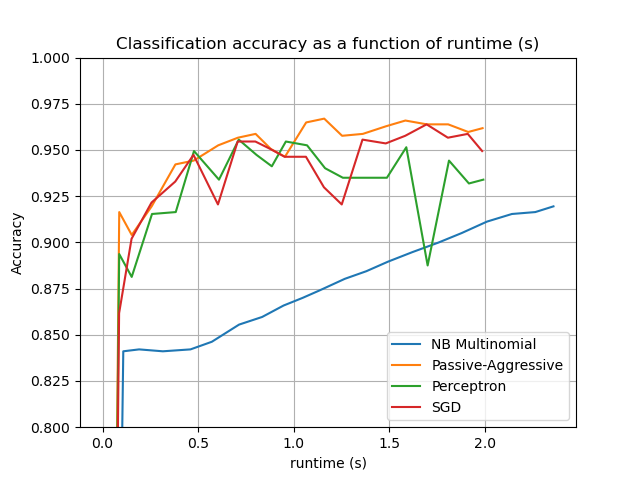 Classification accuracy as a function of runtime (s)
1.000
0.975
0.950
0.925
0.900
0.875
0.850
0.825
0.800
Accuracy
NB Multinomial
Passive-Aggressive
Perceptron
SGD
0.0 0.5 1.0 1.5 2.0
runtime (s)